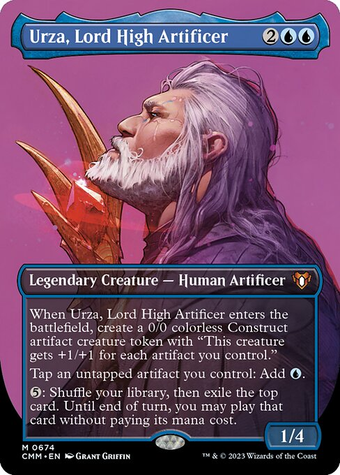 Urza, Lord High Artificer 2
Legendary Creature — Human Artificer
When Urza, Lord High Artificer enters the
battlefield, create a 0/0 colorless Construct
artifact creature token with “This creature
gets +1/+1 for each artifact you control.”
Tap an untapped artifact you control: Add .
5: Shuffle your library, then exile the top
card. Until end of turn, you may play that
card without paying its mana cost.
1/4
M 0674
CMM • EN GRANT GRIFFIN
™ & © 2023 Wizards of the Coast